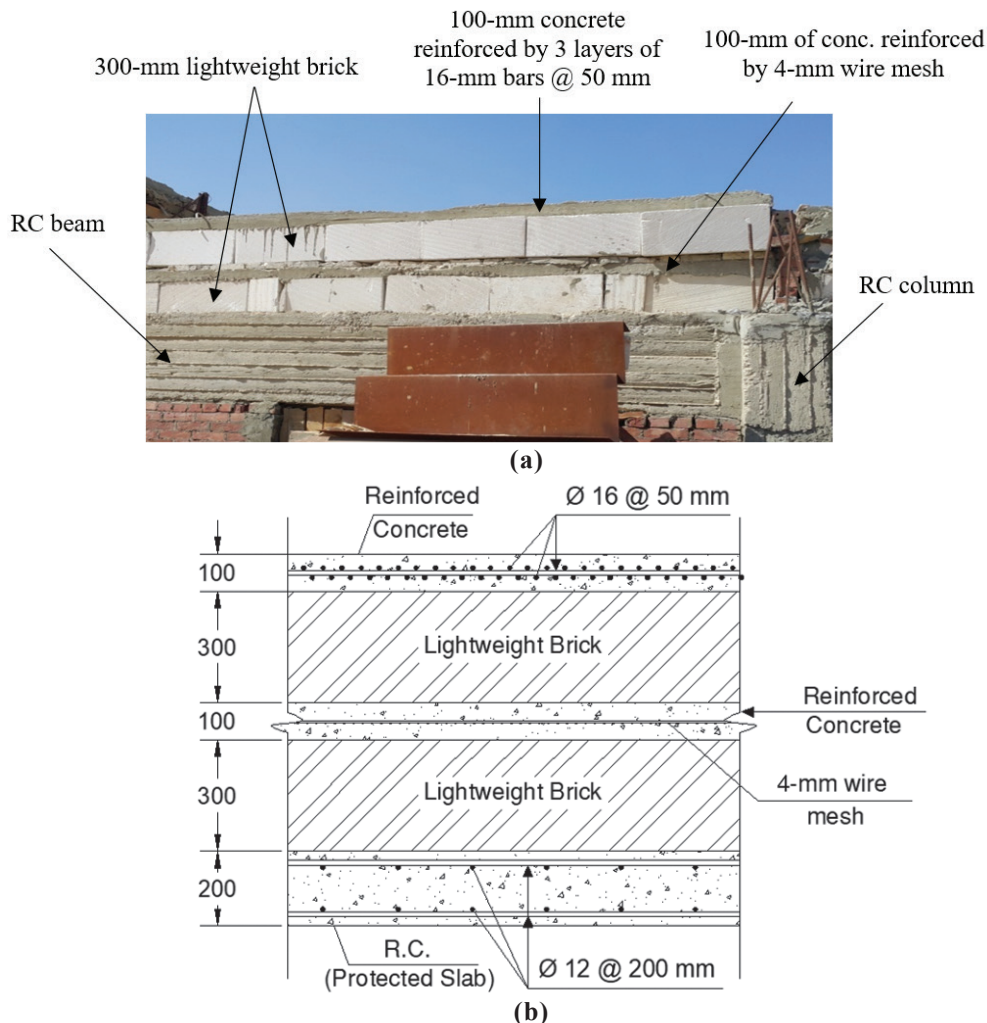 100-mm concrete
reinforced by 3 layers of
16-mm bars @ 50 mm
100-mm of conc. reinforced
by 4-mm wire mesh
300-mm lightweight brick
RC beam
RC column
(a)
Reinforced
Concrete
Ø 16 @ 50 mm
100
300
Lightweight Brick
100
Reinforced
Concrete
300
Lightweight Brick
4-mm wire
mesh
200
R.C.
(Protected Slab)
Ø 12 @ 200 mm
(b)